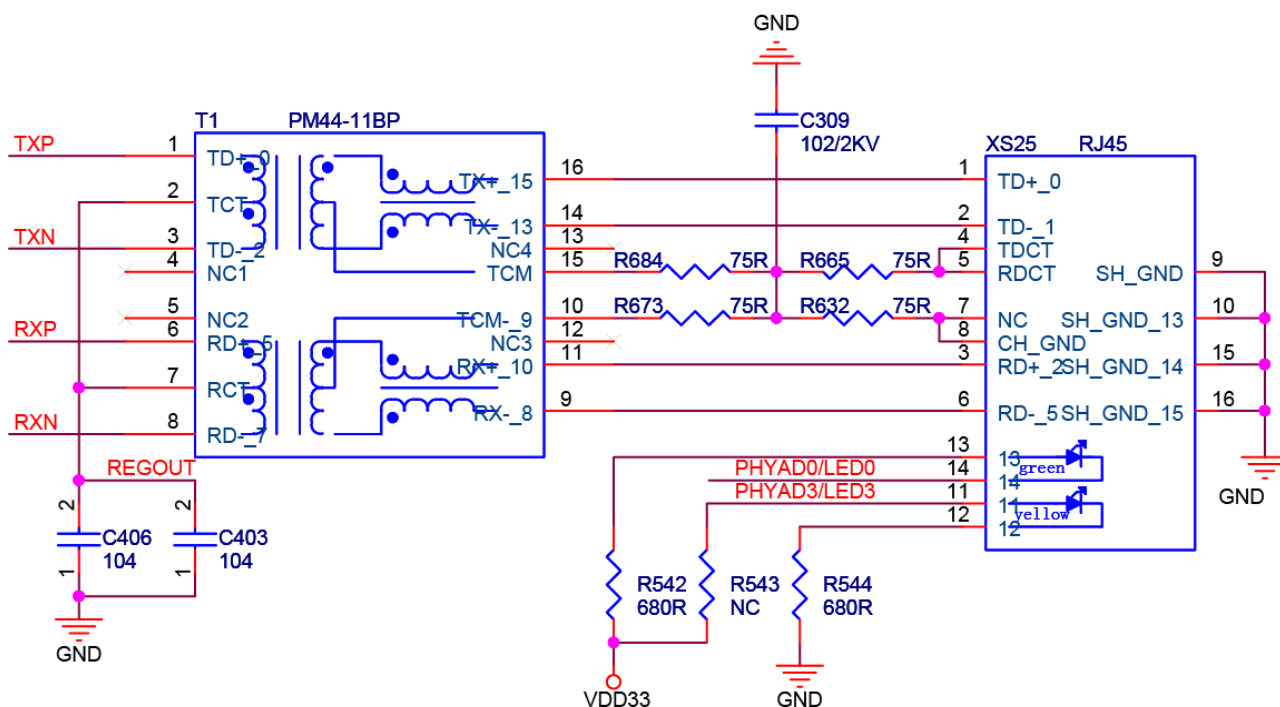 GND
C309
102/2KV
T1 PM44-11BP
XS25 RJ45
TXP 1 TD+_0 TX+_15 16 1 TD+_0
2 TCT TX-_13 14 2 TD-_1
TXN 3 TD-_2 NC4 13 4 TDCT
4 NC1 TCM 15 R684 75R R665 75R 5 RDCT SH_GND 9
5 NC2 TCM-_9 10 R673 75R R632 75R 7 NC SH_GND_13 10
RXP 6 RD+_5 NC3 12 8 CH_GND
7 RCT RX+_10 11 3 RD+_2 SH_GND_14 15
RXN 8 RD-_7 RX-_8 9 6 RD-_5 SH_GND_15 16
13 13 green
REGOUT PHYAD0/LED0 14 14
PHYAD3/LED3 11 11 yellow
12 12
GND
2 2
C406 C403
104 104
1 1
R542 R543 R544
680R NC 680R
GND
VDD33 GND